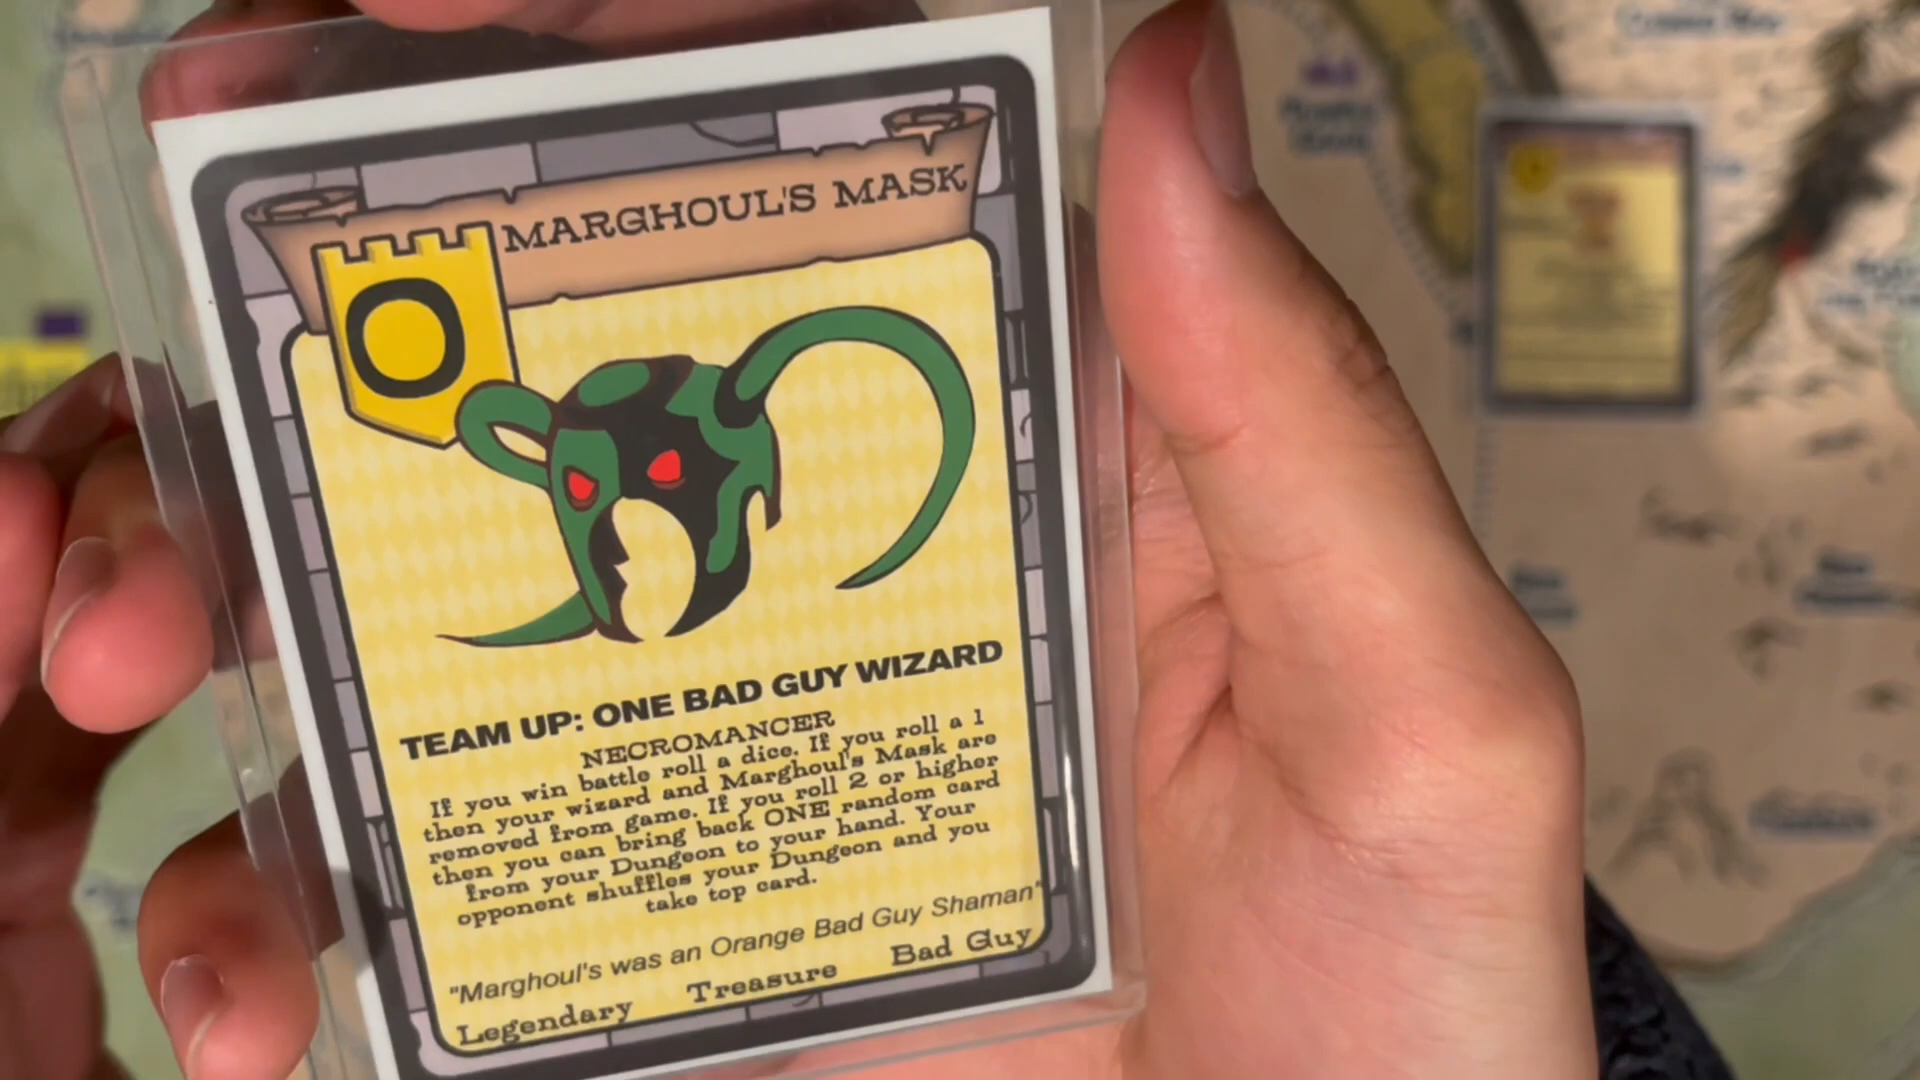 MARGHOUL'S MASK
O
TEAM UP: ONE BAD GUY WIZARD
NECROMANCER
If you win battle roll a dice. If you roll a 1
then your wizard and Marghoul's Mask are
removed from game. If you roll 2 or higher
then you can bring back ONE random card
from your Dungeon to your hand. Your
opponent shuffles your Dungeon and you
take top card.
"Marghoul's was an Orange Bad Guy Shaman"
Legendary Treasure Bad Guy